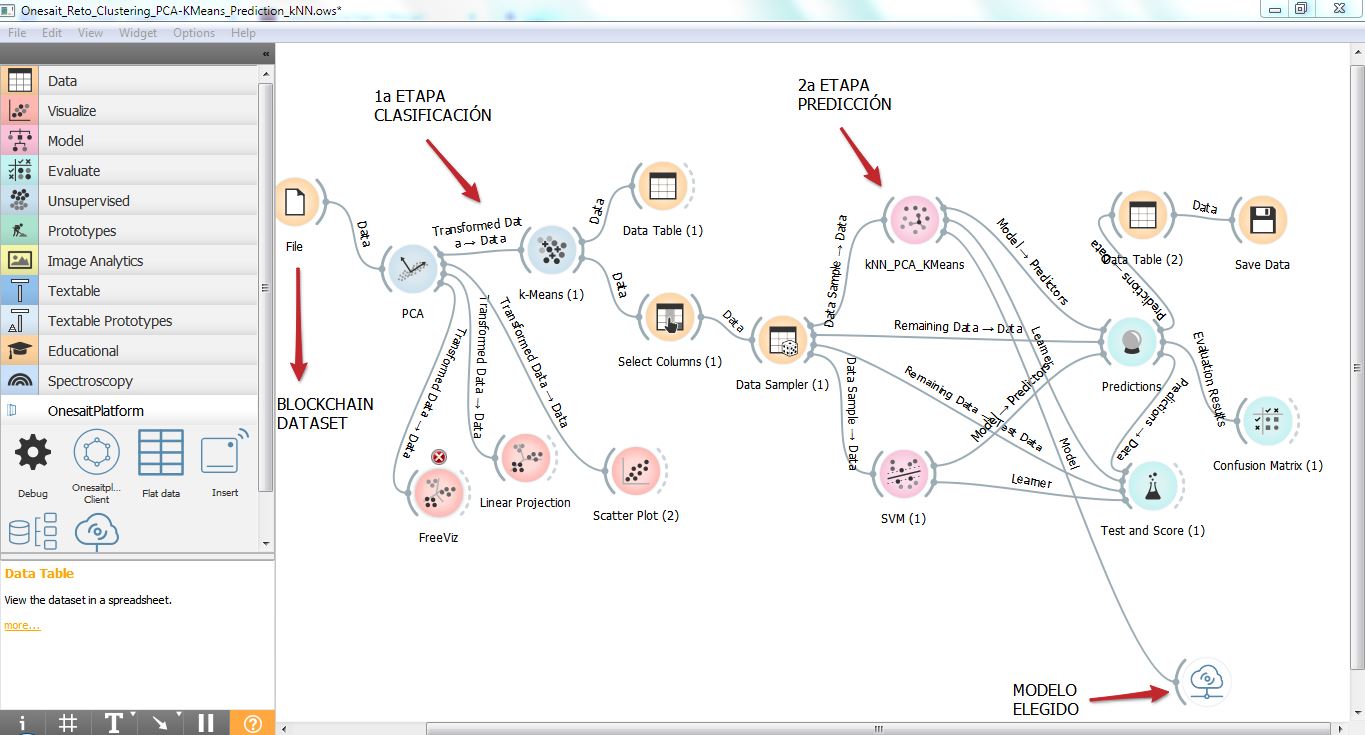 Onesait_Reto_Clustering_PCA-KMeans_Prediction_kNN.ows*
File Edit View Widget Options Help
Data
Visualize
Model
Evaluate
Unsupervised
Prototypes
Image Analytics
Textable
Textable Prototypes
Educational
Spectroscopy
OnesaitPlatform
Debug
Onesaitpl...
Client
Flat data
Insert
Data Table
View the dataset in a spreadsheet.
more...
1a ETAPA
CLASIFICACIÓN
2a ETAPA
PREDICCIÓN
File
BLOCKCHAIN
DATASET
Data
PCA
Transformed Dat
a → Data
k-Means (1)
Data
Data Table (1)
Data
Select Columns (1)
Data
Data Sampler (1)
Transformed Data → Data
FreeViz
Transformed Data → Data
Linear Projection
Transformed Data → Data
Scatter Plot (2)
Data Sample → Data
kNN_PCA_KMeans
Remaining Data → Data
Remaining Data → Test Data
Data Sample → Data
SVM (1)
Model → Predictors
Learner
Model
Model → Predictors
Learner
Predictions
Predictions → Data
Data Table (2)
Data
Save Data
Evaluation Results
Confusion Matrix (1)
Predictions → Data
Test and Score (1)
MODELO
ELEGIDO